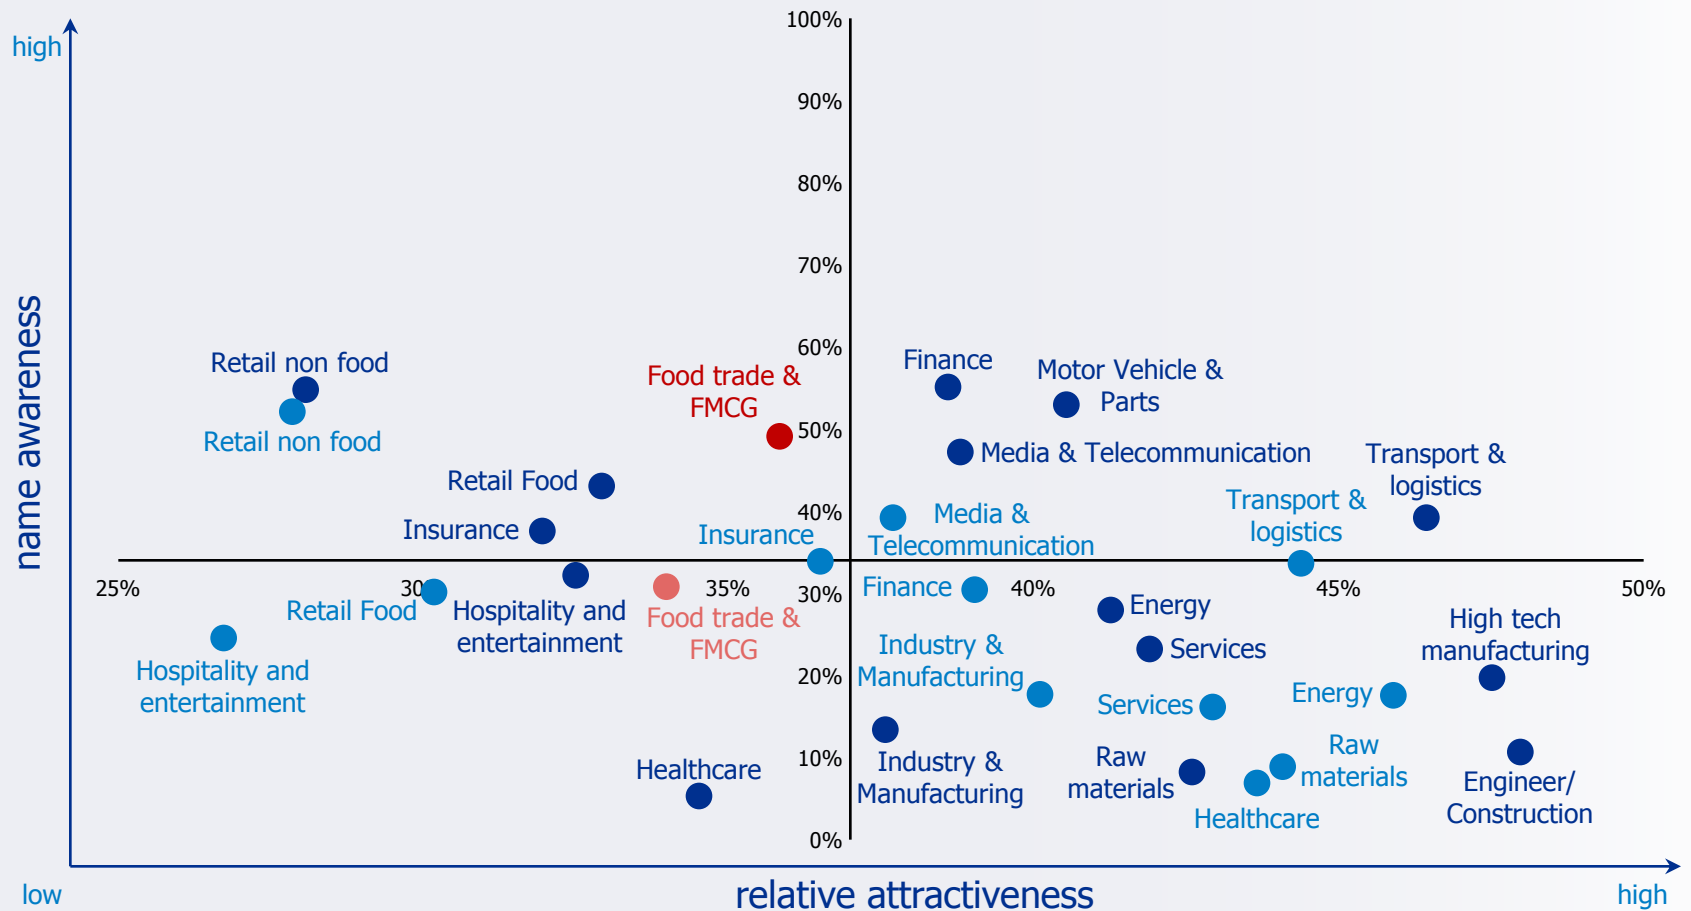 100%
high
90%
80%
70%
name awareness
60%
Retail non food
Finance
Motor Vehicle &
Parts
Food trade &
FMCG
50%
Retail non food
Media & Telecommunication
Transport &
logistics
Retail Food
Transport &
logistics
40%
Media &
Telecommunication
Insurance
Insurance
25%
30
35%
30%
40%
45%
50%
Finance
Retail Food
Hospitality and
entertainment
Food trade &
FMCG
Energy
High tech
manufacturing
Industry &
Manufacturing
Services
Hospitality and
entertainment
20%
Services
Energy
Healthcare
10%
Industry &
Manufacturing
Raw
materials
Raw
materials
Engineer/
Construction
Healthcare
0%
low
relative attractiveness
high